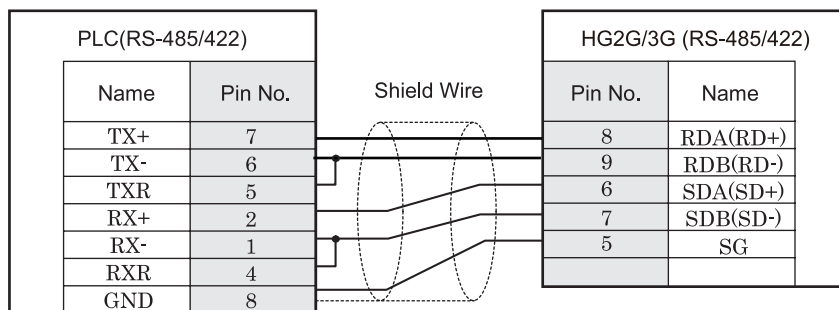 PLC(RS-485/422)
HG2G/3G (RS-485/422)
Name Pin No. Shield Wire Pin No. Name
TX+ 7 8 RDA(RD+)
TX- 6 9 RDB(RD-)
TXR 5 6 SDA(SD+)
RX+ 2 7 SDB(SD-)
RX- 1 5 SG
RXR 4
GND 8